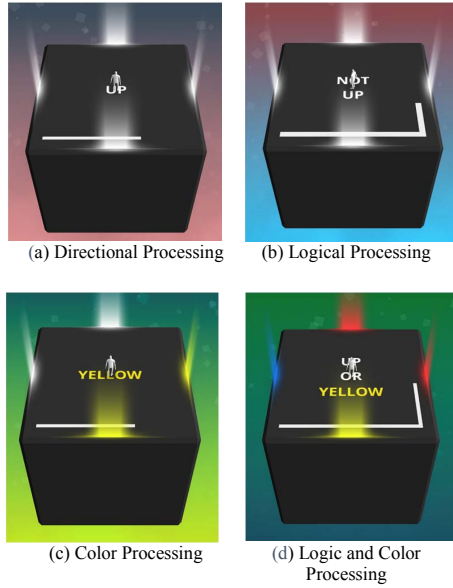 UP
NOT
UP
(a) Directional Processing
(b) Logical Processing
YELLOW
UP
OR
YELLOW
(c) Color Processing
(d) Logic and Color
Processing